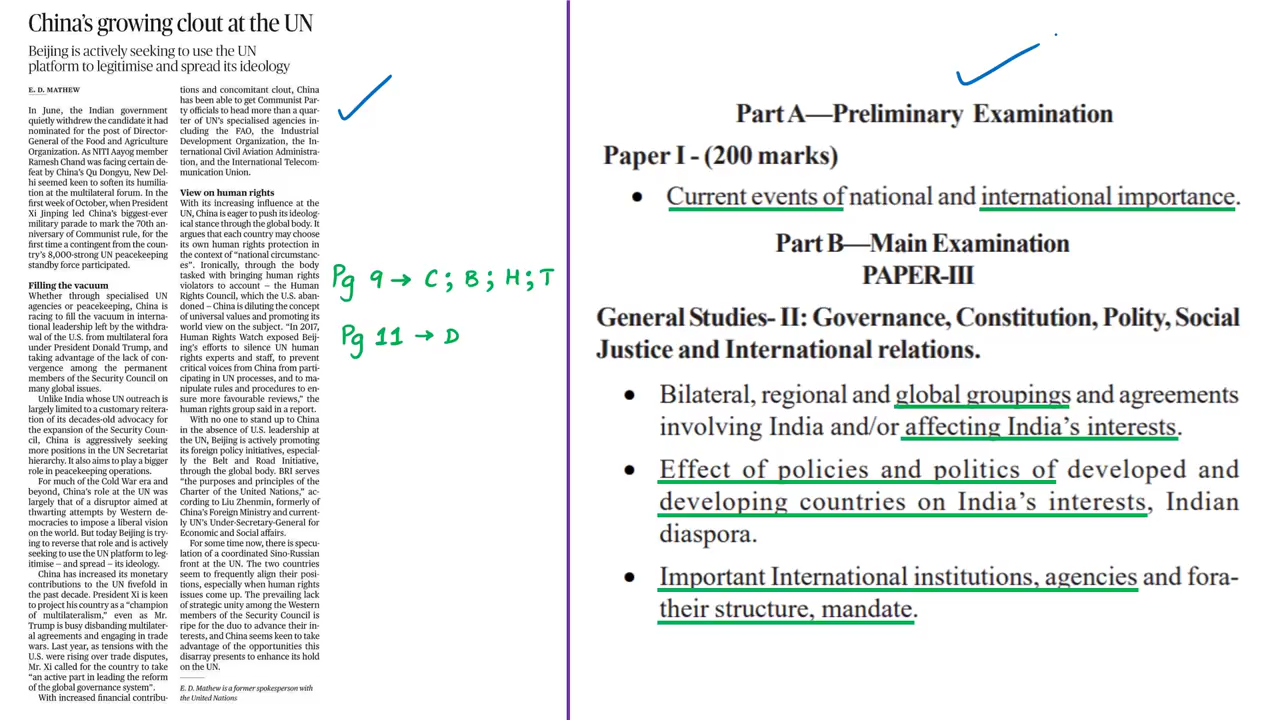 China's growing clout at the UN
Beijing is actively seeking to use the UN
platform to legitimise and spread its ideology
E. D. MATHEW
In June, the Indian government
quietly withdrew the candidate it had
nominated for the post of Director-
General of the Food and Agriculture
Organization. As NITI Aayog member
Ramesh Chand was facing certain de-
feat by China's Qu Dongyu, New Del-
hi seemed keen to soften its humilia-
tion at the multilateral forum. In the
first week of October, when President
Xi Jinping led China's biggest-ever
military parade to mark the 70th an-
niversary of Communist rule, for the
first time a contingent from the coun-
try's 8,000-strong UN peacekeeping
standby force participated.
Filling the vacuum
Whether through specialised UN
agencies or peacekeeping, China is
racing to fill the vacuum in interna-
tional leadership left by the withdra-
wal of the U.S. from multilateral fora
under President Donald Trump, and
taking advantage of the lack of con-
vergence among the permanent
members of the Security Council on
many global issues.
Unlike India whose UN outreach is
largely limited to a customary reitera-
tion of its decades-old advocacy for
the expansion of the Security Coun-
cil, China is aggressively seeking
more positions in the UN Secretariat
hierarchy. It also aims to play a bigger
role in peacekeeping operations.
For much of the Cold War era and
beyond, China's role at the UN was
largely that of a disruptor aimed at
thwarting attempts by Western de-
mocracies to impose a liberal vision
on the world. But today Beijing is try-
ing to reverse that role and is actively
seeking to use the UN platform to leg-
itimise – and spread – its ideology.
China has increased its monetary
contributions to the UN fivefold in
the past decade. President Xi is keen
to project his country as a "champion
of multilateralism," even as Mr.
Trump is busy disbanding multilater-
al agreements and engaging in trade
wars. Last year, as tensions with the
U.S. were rising over trade disputes,
Mr. Xi called for the country to take
"an active part in leading the reform
of the global governance system".
With increased financial contribu-
tions and concomitant clout, China
has been able to get Communist Par-
ty officials to head more than a quar-
ter of UN's specialised agencies in-
cluding the FAO, the Industrial
Development Organization, the In-
ternational Civil Aviation Administra-
tion, and the International Telecom-
munication Union.
View on human rights
With its increasing influence at the
UN, China is eager to push its ideolog-
ical stance through the global body. It
argues that each country may choose
its own human rights protection in
the context of "national circumstanc-
es". Ironically, through the body
tasked with bringing human rights
violators to account – the Human
Rights Council, which the U.S. aban-
doned – China is diluting the concept
of universal values and promoting its
world view on the subject. "In 2017,
Human Rights Watch exposed Beij-
ing's efforts to silence UN human
rights experts and staff, to prevent
critical voices from China from parti-
cipating in UN processes, and to ma-
nipulate rules and procedures to en-
sure more favourable reviews," the
human rights group said in a report.
With no one to stand up to China
in the absence of U.S. leadership at
the UN, Beijing is actively promoting
its foreign policy initiatives, especial-
ly the Belt and Road Initiative,
through the global body. BRI serves
"the purposes and principles of the
Charter of the United Nations," ac-
cording to Liu Zhenmin, formerly of
China's Foreign Ministry and current-
ly UN's Under-Secretary-General for
Economic and Social affairs.
For some time now, there is specu-
lation of a coordinated Sino-Russian
front at the UN. The two countries
seem to frequently align their posi-
tions, especially when human rights
issues come up. The prevailing lack
of strategic unity among the Western
members of the Security Council is
ripe for the duo to advance their in-
terests, and China seems keen to take
advantage of the opportunities this
disarray presents to enhance its hold
on the UN.
E. D. Mathew is a former spokesperson with
the United Nations
Pg 9 → C; B; H; T
Pg 11 → D
Part A—Preliminary Examination
Paper I - (200 marks)
• Current events of national and international importance.
Part B—Main Examination
PAPER-III
General Studies- II: Governance, Constitution, Polity, Social
Justice and International relations.
• Bilateral, regional and global groupings and agreements
involving India and/or affecting India's interests.
• Effect of policies and politics of developed and
developing countries on India's interests, Indian
diaspora.
• Important International institutions, agencies and fora-
their structure, mandate.